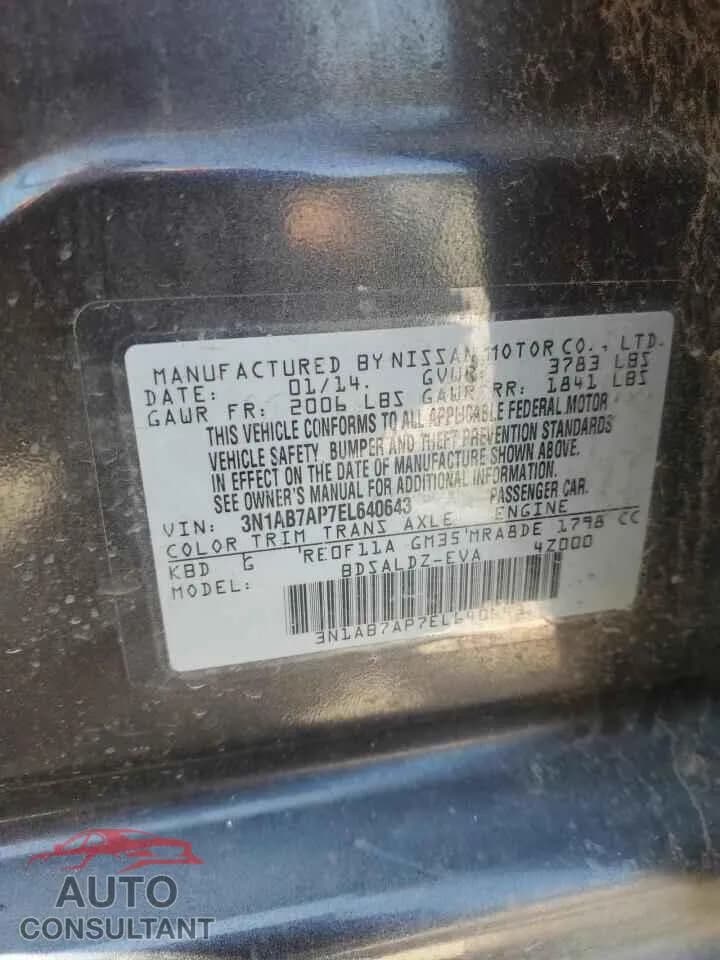 MANUFACTURED BY NISSAN MOTOR CO., LTD.
DATE: 01/14. GVWR: 3783 LBS
GAWR FR: 2006 LBS GAWR RR: 1841 LBS
THIS VEHICLE CONFORMS TO ALL APPLICABLE FEDERAL MOTOR
VEHICLE SAFETY, BUMPER AND THEFT PREVENTION STANDARDS
IN EFFECT ON THE DATE OF MANUFACTURE SHOWN ABOVE.
SEE OWNER'S MANUAL FOR ADDITIONAL INFORMATION.
VIN: 3N1AB7AP7EL640643 PASSENGER CAR.
COLOR TRIM TRANS AXLE ENGINE
KBD G RE0F11A GM35 MRA8DE 1798 CC
MODEL: BDSALDZ-EVA 4Z000
3N1AB7AP7EL640643
AUTO
CONSULTANT